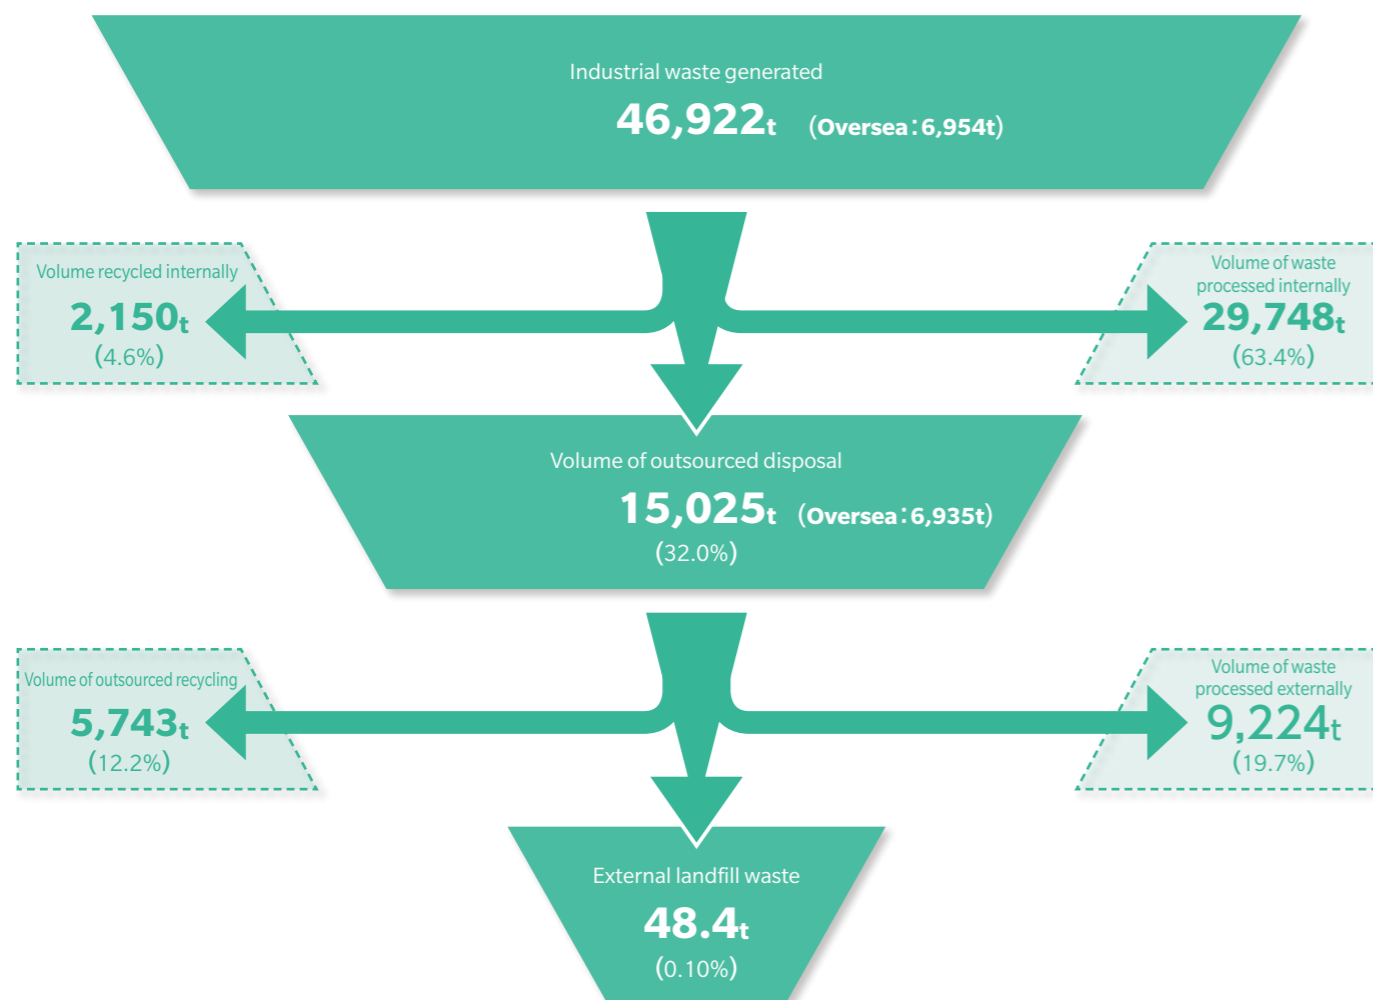 Industrial waste generated
46,922t (Oversea:6,954t)
Volume recycled internally
2,150t
(4.6%)
Volume of waste
processed internally
29,748t
(63.4%)
Volume of outsourced disposal
15,025t (Oversea:6,935t)
(32.0%)
Volume of outsourced recycling
5,743t
(12.2%)
Volume of waste
processed externally
9,224t
(19.7%)
External landfill waste
48.4t
(0.10%)